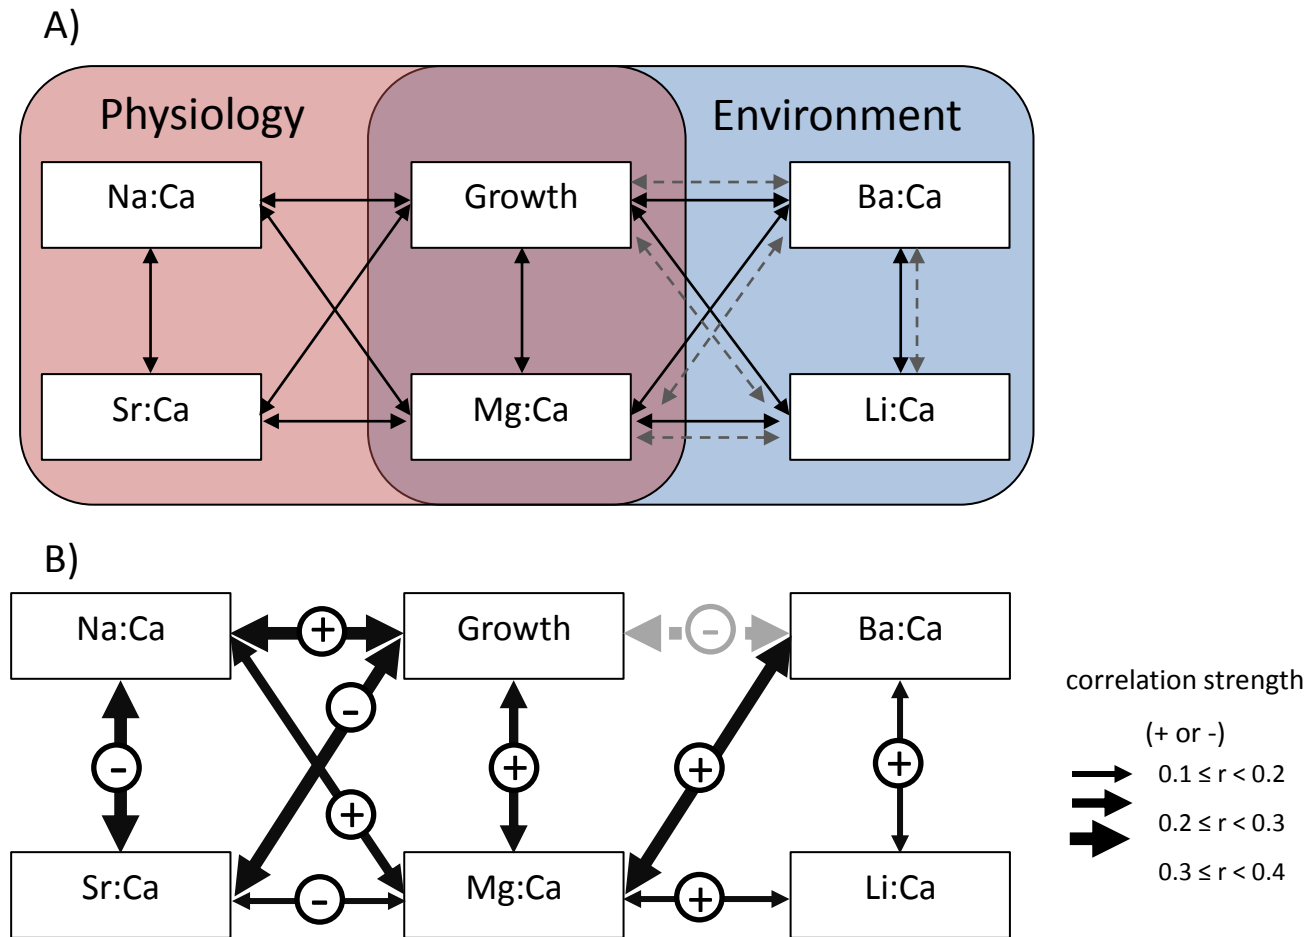 A)
Physiology
Environment
Na:Ca
Growth
Ba:Ca
Sr:Ca
Mg:Ca
Li:Ca
B)
Na:Ca
+
Growth
-
Ba:Ca
-
-
+
+
+
+
Sr:Ca
-
Mg:Ca
+
Li:Ca
correlation strength
(+ or -)
0.1 ≤ r < 0.2
0.2 ≤ r < 0.3
0.3 ≤ r < 0.4